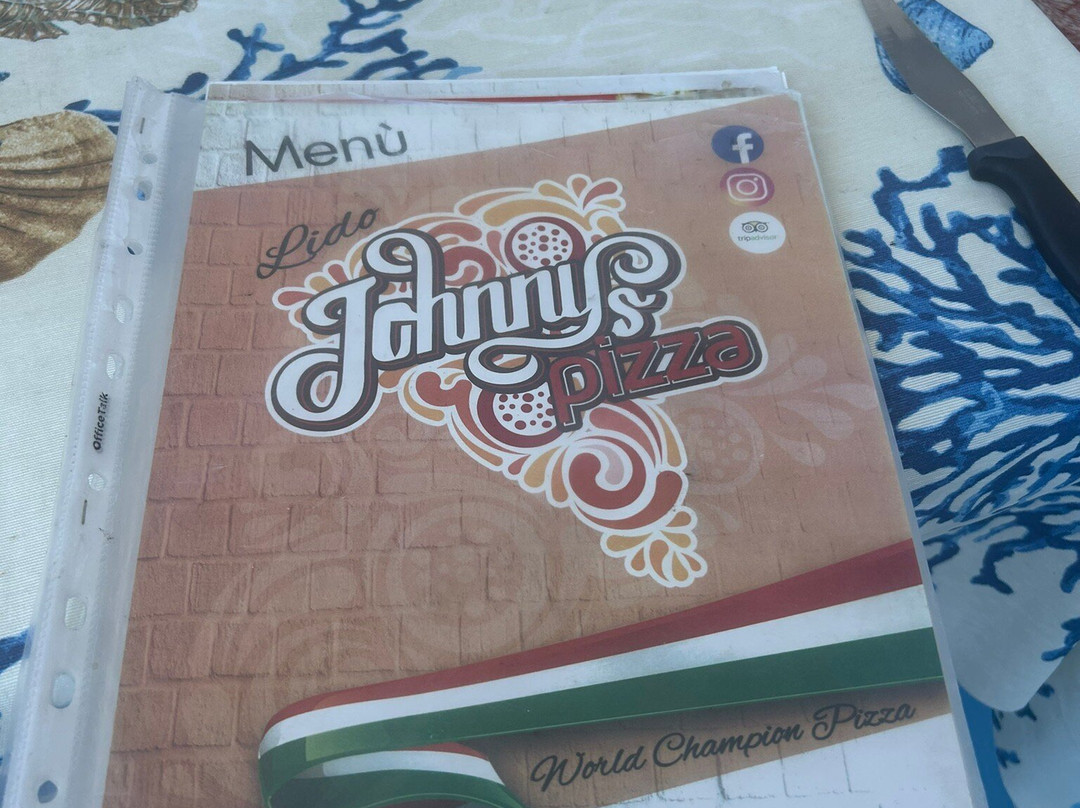 Menù
Lido
Johnny's
pizza
tripadvisor
OfficeTalk
World Champion Pizza